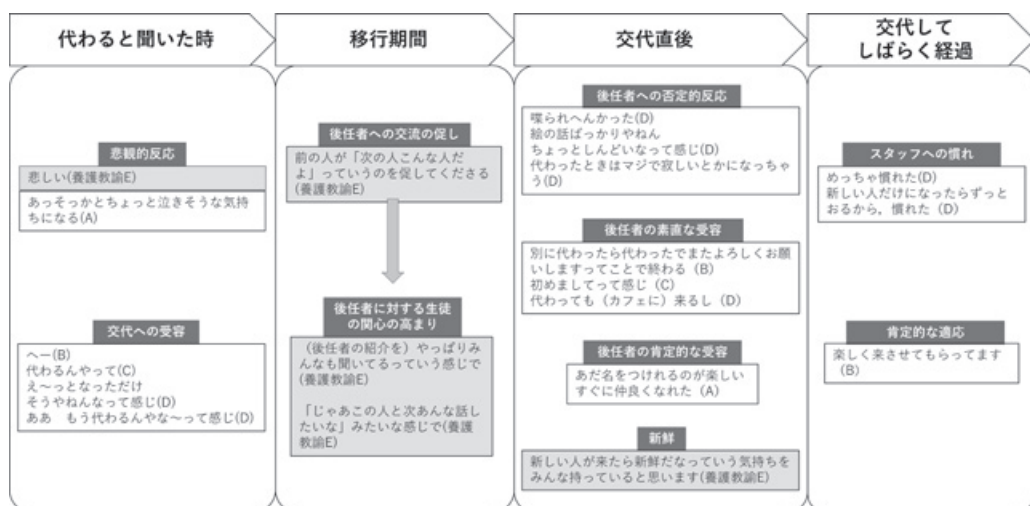 代わると聞いた時
移行期間
交代直後
交代して
しばらく経過
悲観的反応
悲しい(養護教諭E)
あっそっかとちょっと泣きそうな気持
ちになる(A)
交代への受容
へー(B)
代わるんやって(C)
え〜っとなっただけ
そうやねんなって感じ(D)
ああ　もう代わるんやな〜って感じ(D)
後任者への交流の促し
前の人が「次の人こんな人だ
よ」っていうのを促してくださる
(養護教諭E)
後任者に対する生徒
の関心の高まり
(後任者の紹介を）やっぱりみ
んなも聞いてるっていう感じで
(養護教諭E)
「じゃあこの人と次あんな話し
たいな」みたいな感じで(養護
教諭E)
後任者への否定的反応
喋られへんかった(D)
絵の話ばっかりやねん
ちょっとしんどいなって感じ(D)
代わったときはマジで寂しいとかになっちゃ
う(D)
後任者の素直な受容
別に代わったら代わったでまたよろしくお願
いしますってことで終わる（B)
初めましてって感じ（C)
代わっても（カフェに）来るし（D)
後任者の肯定的な受容
あだ名をつけれるのが楽しい
すぐに仲良くなれた（A)
新鮮
新しい人が来たら新鮮だなっていう気持ちを
みんな持っていると思います(養護教諭E)
スタッフへの慣れ
めっちゃ慣れた(D)
新しい人だけになったらずっと
おるから。慣れた（D)
肯定的な適応
楽しく来させてもらってます
(B)